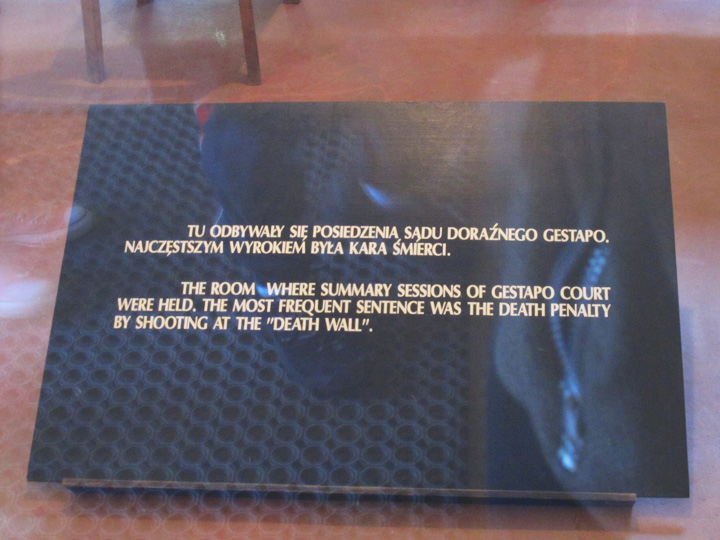 TU ODBYWAŁY SIĘ POSIEDZENIA SĄDU DORAŹNEGO GESTAPO.
NAJCZĘSTSZYM WYROKIEM BYŁA KARA ŚMIERCI.
THE ROOM WHERE SUMMARY SESSIONS OF GESTAPO COURT
WERE HELD. THE MOST FREQUENT SENTENCE WAS THE DEATH PENALTY
BY SHOOTING AT THE "DEATH WALL".